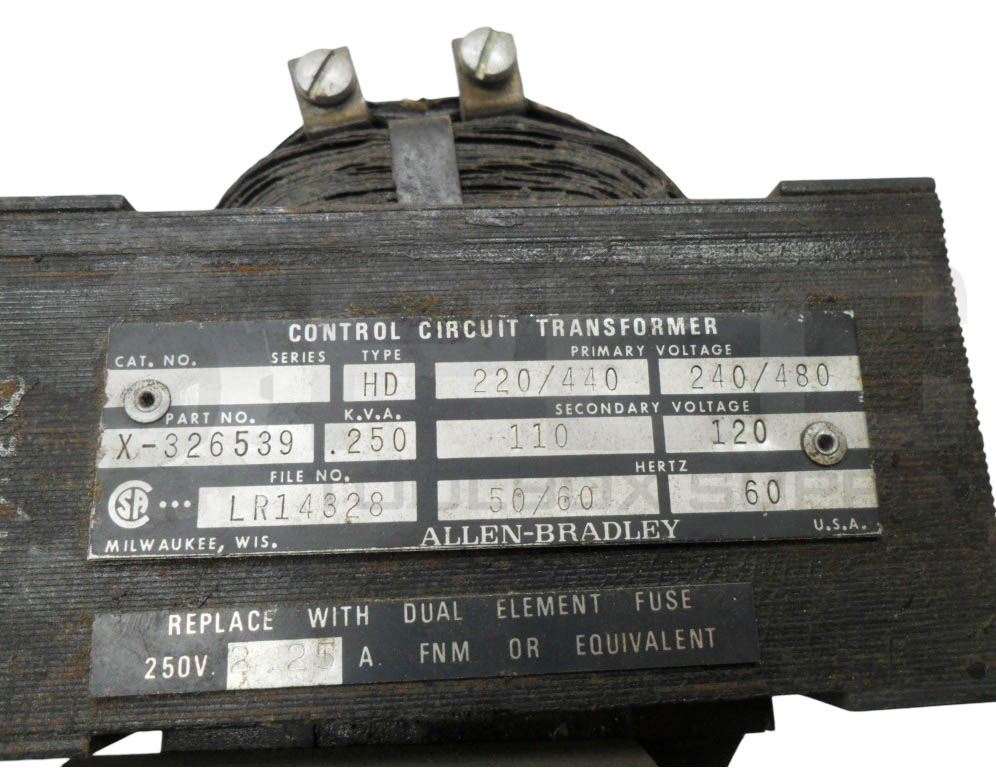 CONTROL CIRCUIT TRANSFORMER
CAT. NO. SERIES TYPE PRIMARY VOLTAGE
HD 220/440 240/480
PART NO. K.V.A. SECONDARY VOLTAGE
X-326539 .250 110 120
FILE NO. HERTZ
LR14328 50/60 60
MILWAUKEE, WIS. ALLEN-BRADLEY U.S.A.
REPLACE WITH DUAL ELEMENT FUSE
250V. A. FNM OR EQUIVALENT